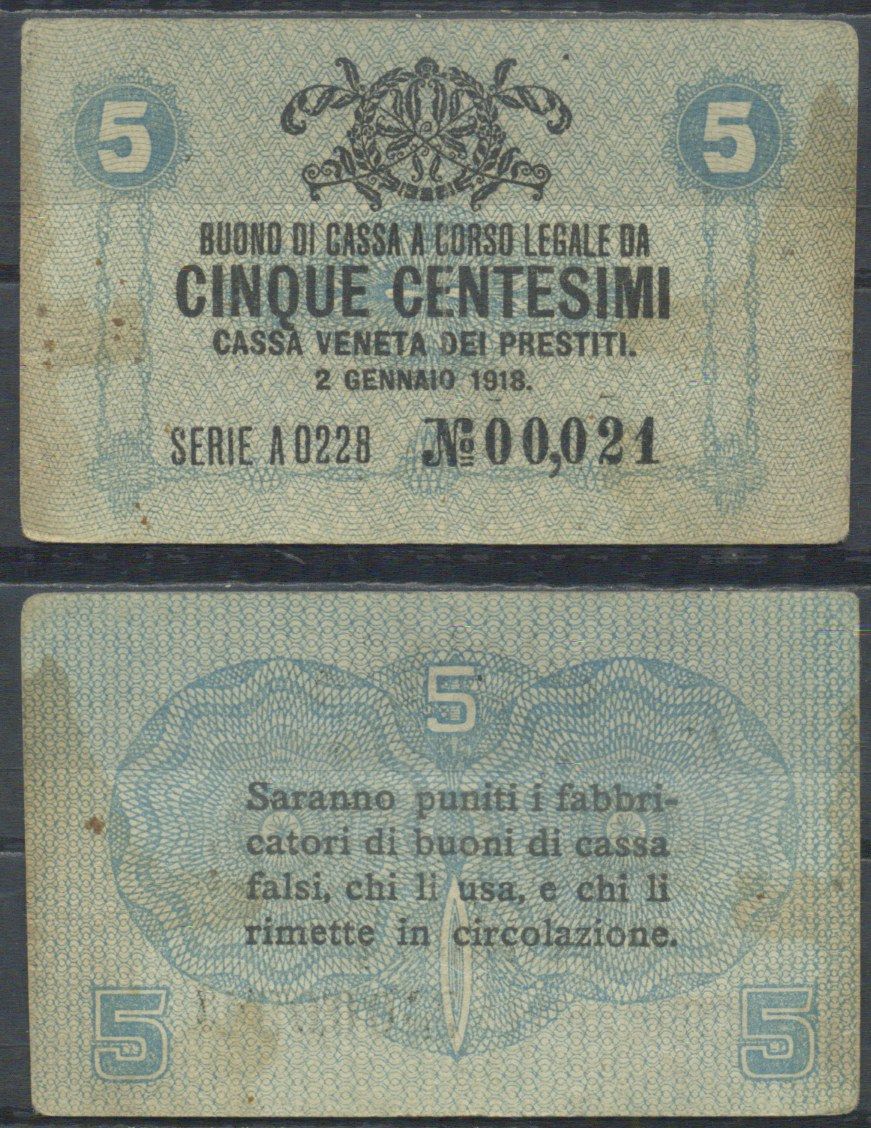 5 5
BUONO DI CASSA A CORSO LEGALE DA
CINQUE CENTESIMI
CASSA VENETA DEI PRESTITI.
2 GENNAIO 1918.
SERIE A 0228 № 00,021
5
Saranno puniti i fabbri-
catori di buoni di cassa
falsi, chi li usa, e chi li
rimette in circolazione.
5 5